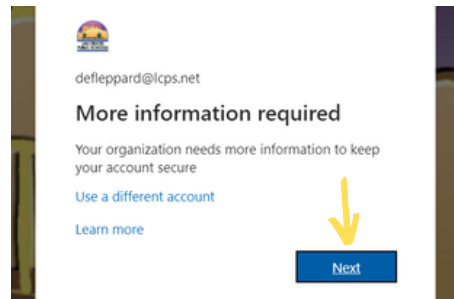 defleppard@lcps.net
More information required
Your organization needs more information to keep
your account secure
Use a different account
Learn more
Next